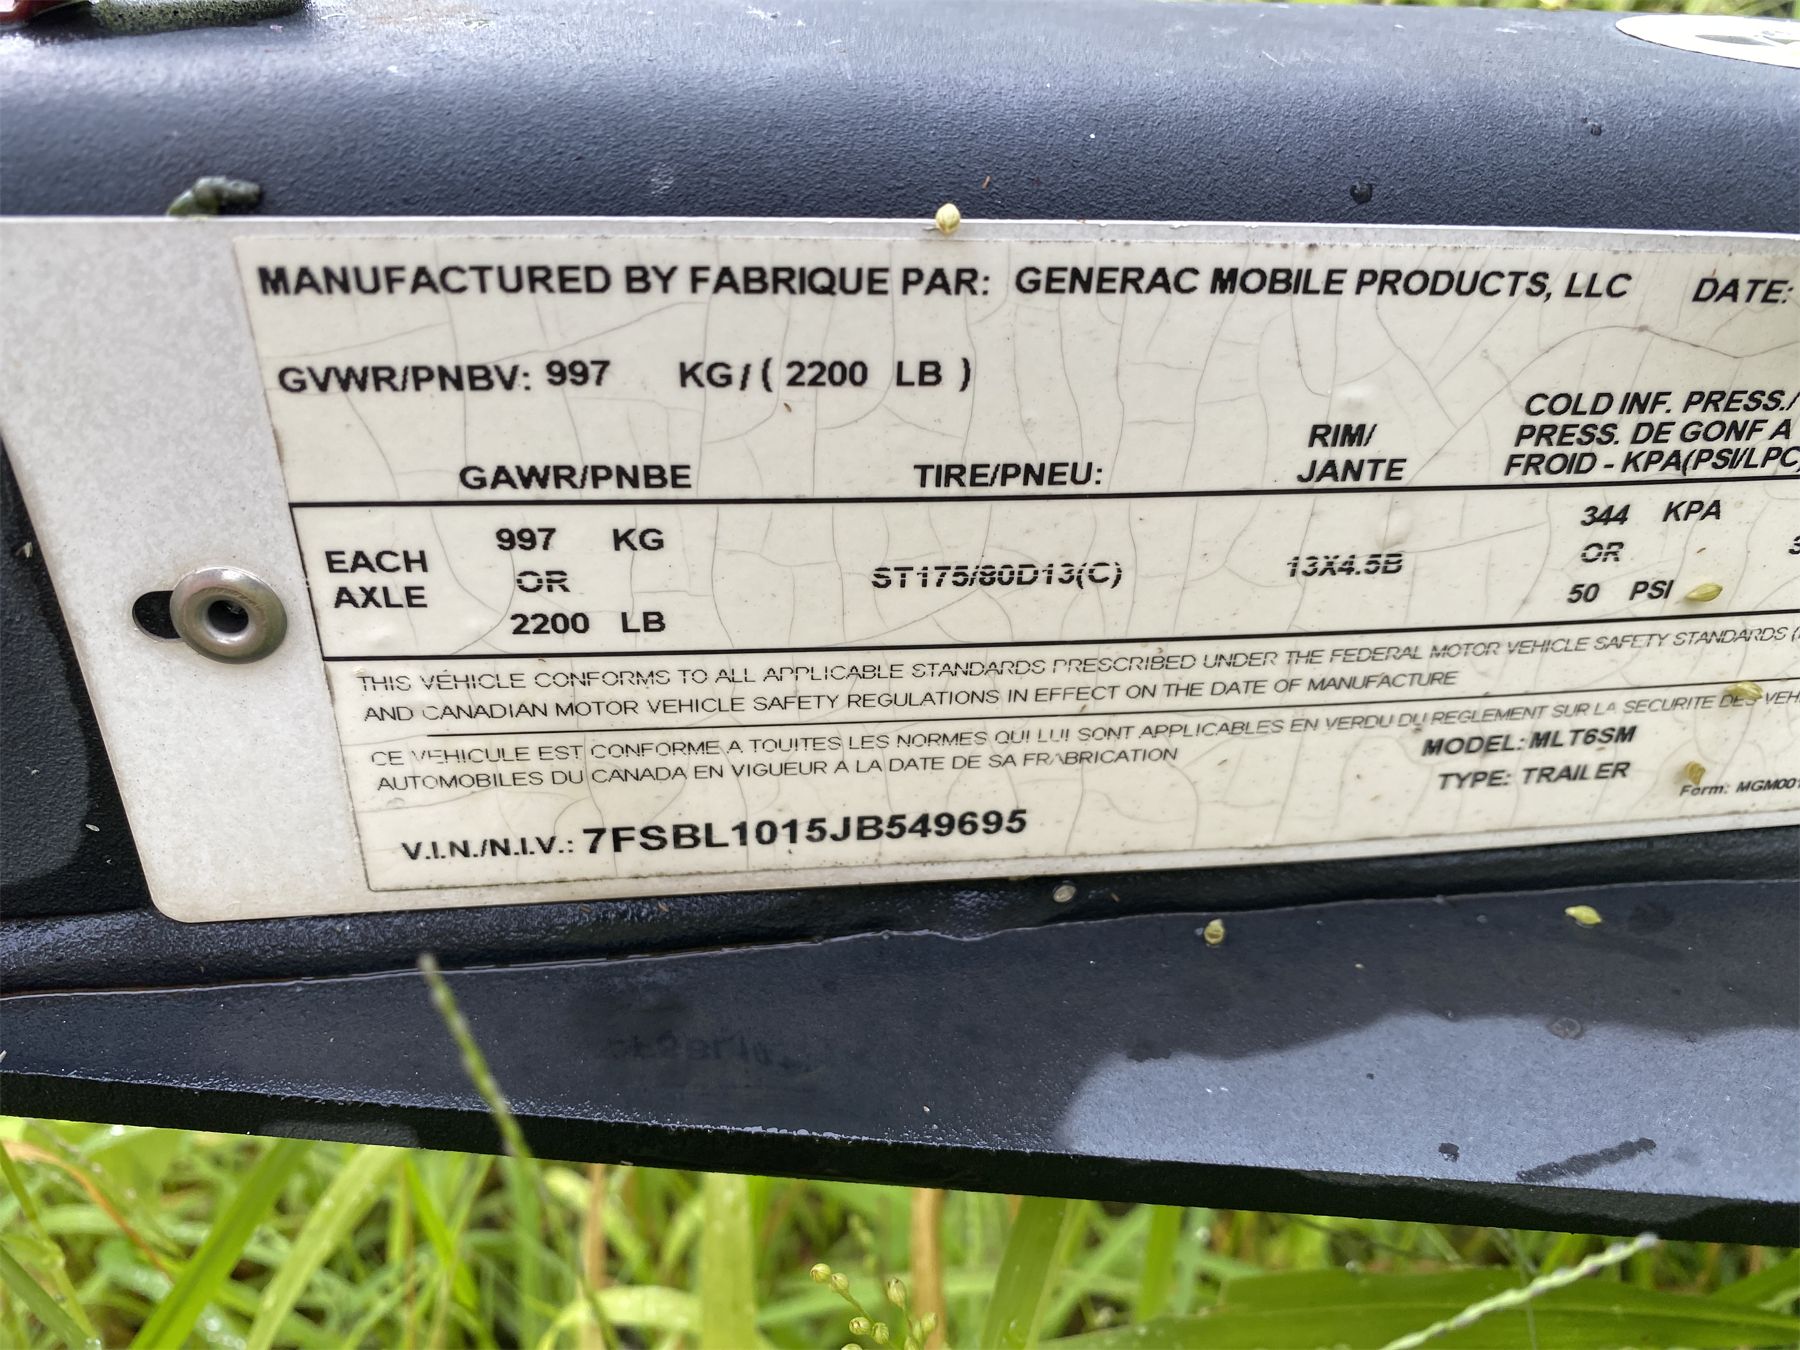 MANUFACTURED BY FABRIQUE PAR: GENERAC MOBILE PRODUCTS, LLC DATE:
GVWR/PNBV: 997 KG / ( 2200 LB )
COLD INF. PRESS./
RIM/ PRESS. DE GONF A
GAWR/PNBE TIRE/PNEU: JANTE FROID - KPA(PSI/LPC)
997 KG 344 KPA
EACH AXLE OR ST175/80D13(C) 13X4.5B OR
2200 LB 50 PSI
THIS VEHICLE CONFORMS TO ALL APPLICABLE STANDARDS PRESCRIBED UNDER THE FEDERAL MOTOR VEHICLE SAFETY STANDARDS
AND CANADIAN MOTOR VEHICLE SAFETY REGULATIONS IN EFFECT ON THE DATE OF MANUFACTURE
CE VEHICULE EST CONFORME A TOUITES LES NORMES QUI LUI SONT APPLICABLES EN VERDU DU REGLEMENT SUR LA SECURITE DES
AUTOMOBILES DU CANADA EN VIGUEUR A LA DATE DE SA FRABRICATION
MODEL: MLT6SM
TYPE: TRAILER
Form: MGM001
V.I.N./N.I.V.: 7FSBL1015JB549695